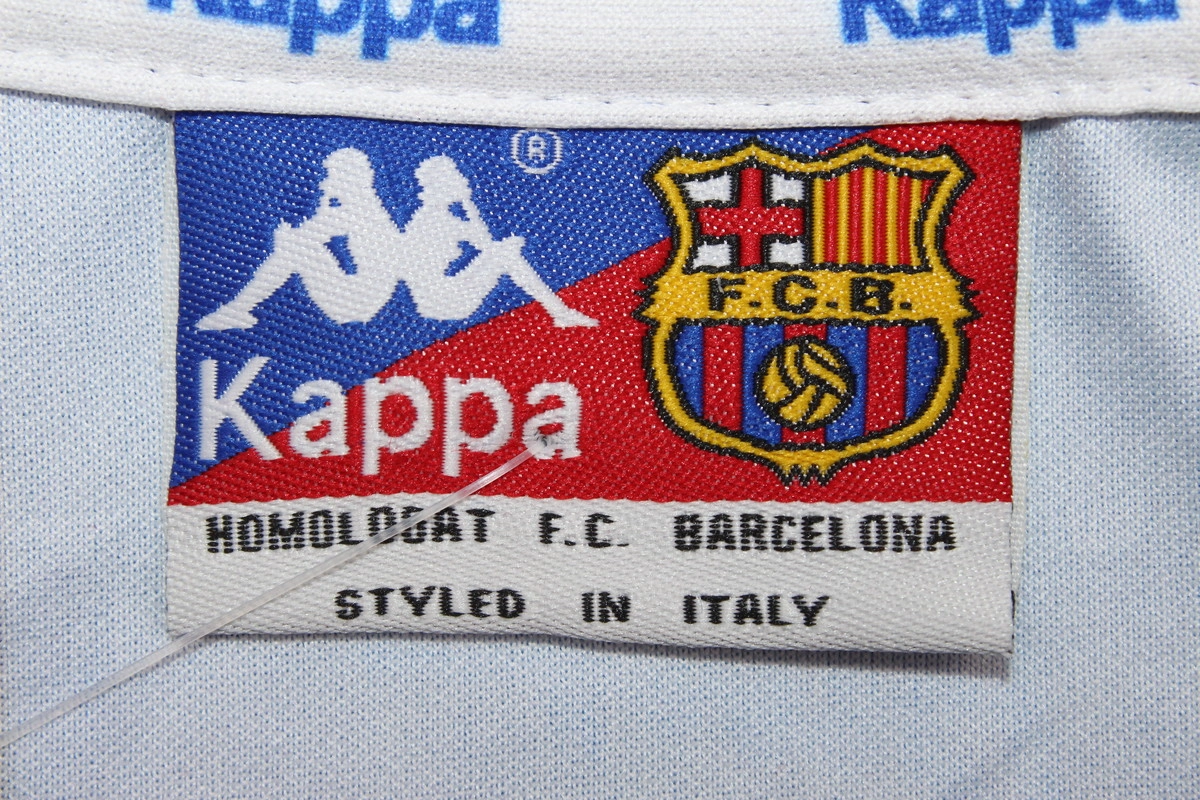 Kappa Kappa
®
F.C.B.
Kappa
HOMOLOGAT F.C. BARCELONA
STYLED IN ITALY